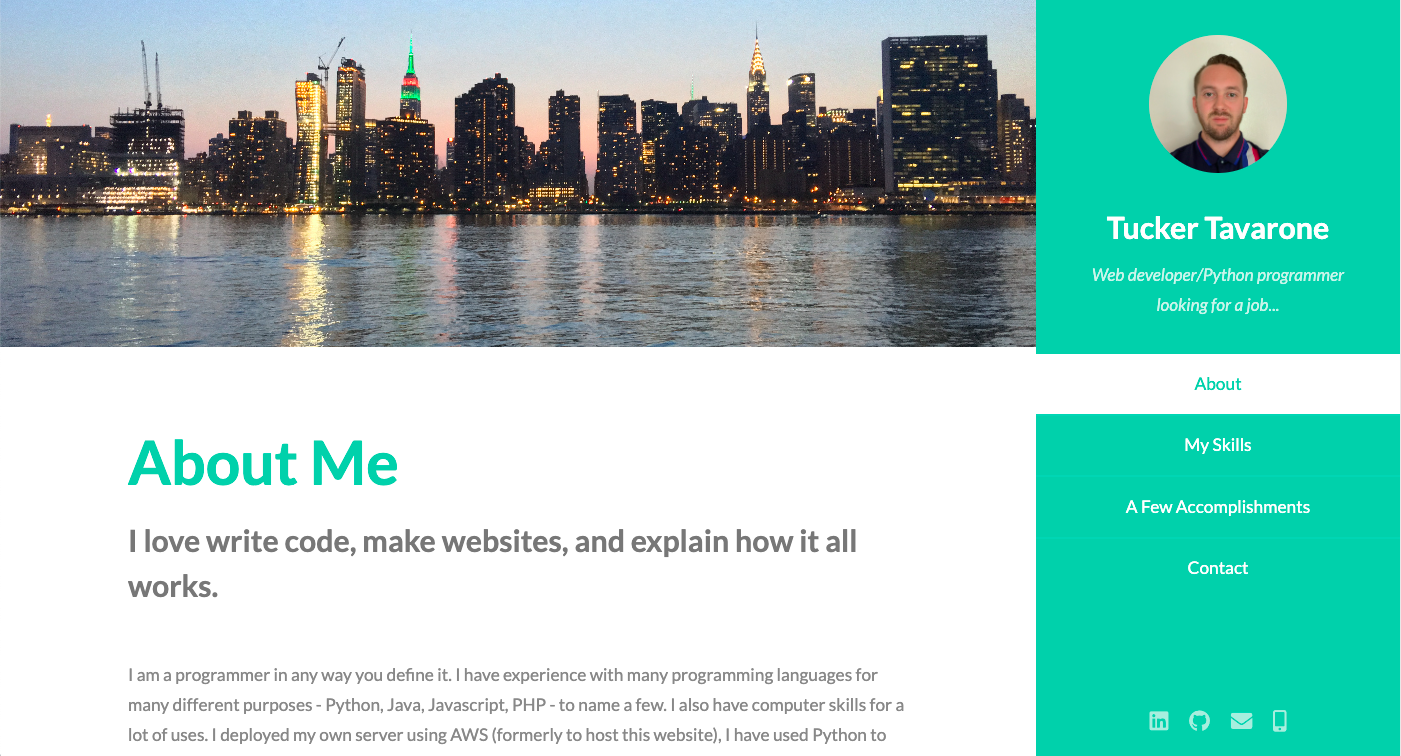 Tucker Tavarone
Web developer/Python programmer
looking for a job...
About
My Skills
A Few Accomplishments
Contact
About Me
I love write code, make websites, and explain how it all
works.
I am a programmer in any way you define it. I have experience with many programming languages for
many different purposes - Python, Java, Javascript, PHP - to name a few. I also have computer skills for a
lot of uses. I deployed my own server using AWS (formerly to host this website), I have used Python to